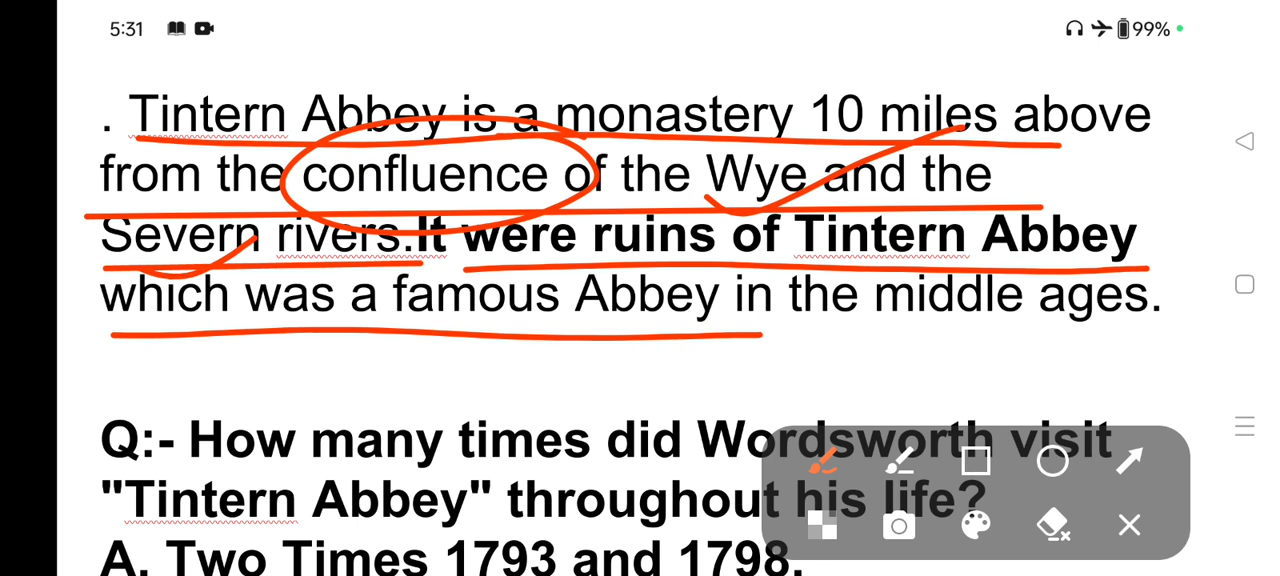 5:31 99%
. Tintern Abbey is a monastery 10 miles above
from the confluence of the Wye and the
Severn rivers.It were ruins of Tintern Abbey
which was a famous Abbey in the middle ages.
Q:- How many times did Wordsworth visit
"Tintern Abbey" throughout his life?
A. Two Times 1793 and 1798.